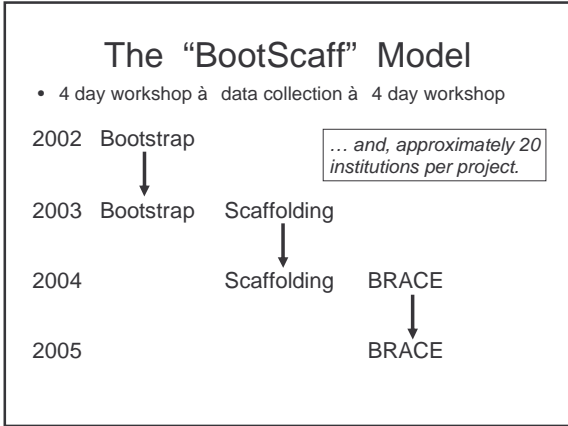 The “BootScaff” Model
• 4 day workshop à data collection à 4 day workshop
2002 Bootstrap
… and, approximately 20
institutions per project.
2003 Bootstrap Scaffolding
2004 Scaffolding BRACE
2005 BRACE